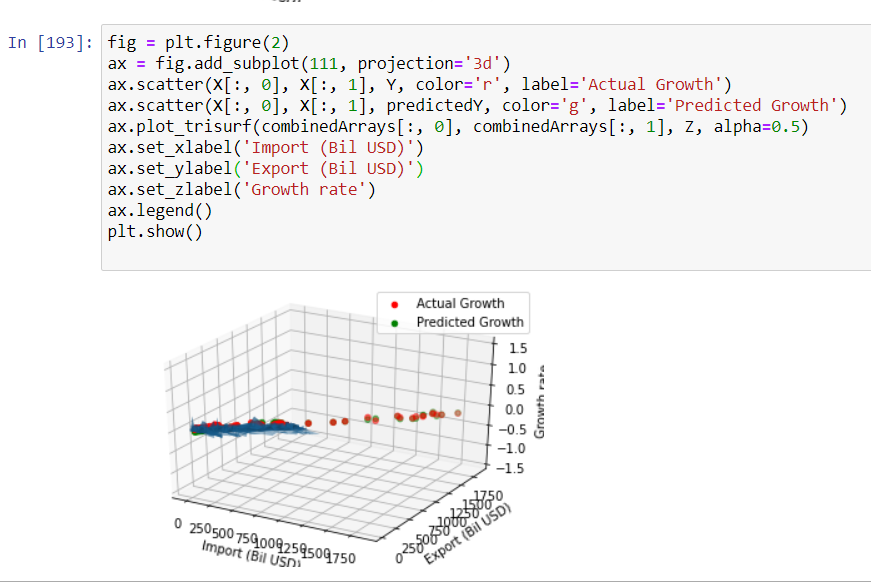 In [193]:
fig = plt.figure(2)
ax = fig.add_subplot(111, projection='3d')
ax.scatter(X[:, 0], X[:, 1], Y, color='r', label='Actual Growth')
ax.scatter(X[:, 0], X[:, 1], predictedY, color='g', label='Predicted Growth')
ax.plot_trisurf(combinedArrays[:, 0], combinedArrays[:, 1], Z, alpha=0.5)
ax.set_xlabel('Import (Bil USD)')
ax.set_ylabel('Export (Bil USD)')
ax.set_zlabel('Growth rate')
ax.legend()
plt.show()
Actual Growth
Predicted Growth
1.5
1.0
0.5
0.0
−0.5
−1.0
−1.5
Growth rate
0 250 500 750 1000 1250 1500 1750
Import (Bil USD)
0 250 500 750 1000 1250 1500 1750
Export (Bil USD)